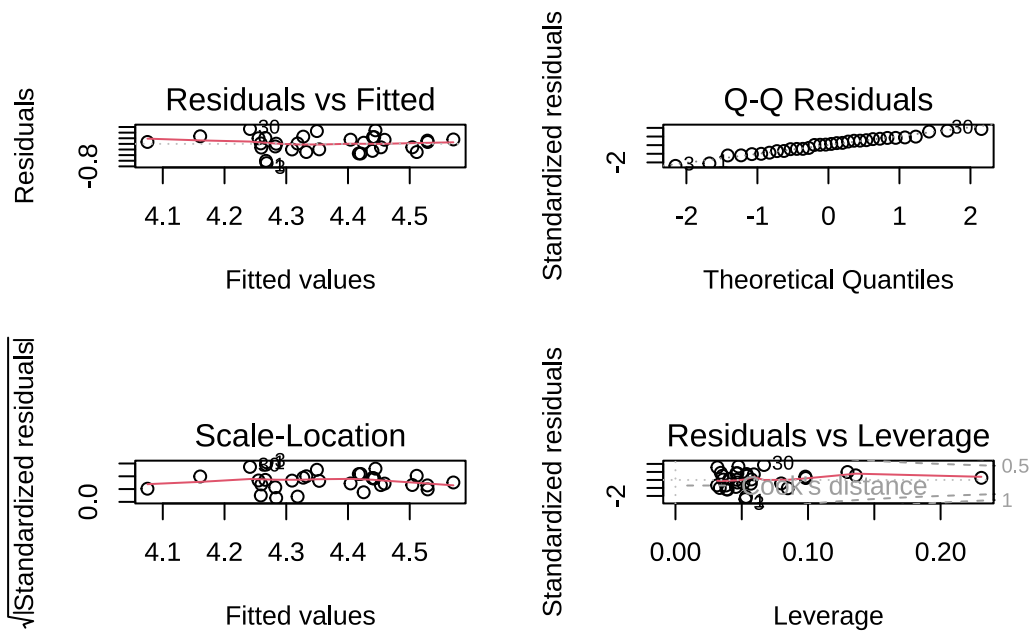 Residuals vs Fitted
Residuals
-0.8
30
3
4.1 4.2 4.3 4.4 4.5
Fitted values
Q-Q Residuals
Standardized residuals
-2
30
3
-2 -1 0 1 2
Theoretical Quantiles
Scale-Location
√|Standardized residuals|
0.0
30
4.1 4.2 4.3 4.4 4.5
Fitted values
Residuals vs Leverage
Standardized residuals
-2
30
Cook's distance
0.5
1
0.00 0.10 0.20
Leverage